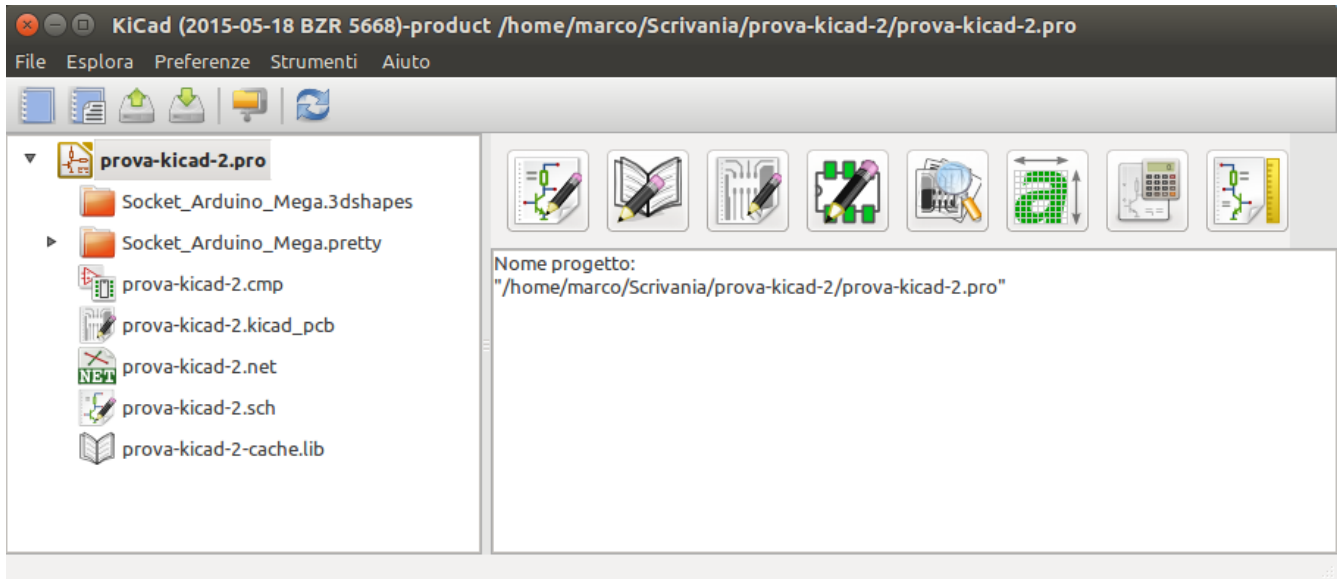 KiCad (2015-05-18 BZR 5668)-product /home/marco/Scrivania/prova-kicad-2/prova-kicad-2.pro
File Esplora Preferenze Strumenti Aiuto
prova-kicad-2.pro
Socket_Arduino_Mega.3dshapes
Socket_Arduino_Mega.pretty
prova-kicad-2.cmp
prova-kicad-2.kicad_pcb
NET prova-kicad-2.net
prova-kicad-2.sch
prova-kicad-2-cache.lib
a
Nome progetto:
"/home/marco/Scrivania/prova-kicad-2/prova-kicad-2.pro"